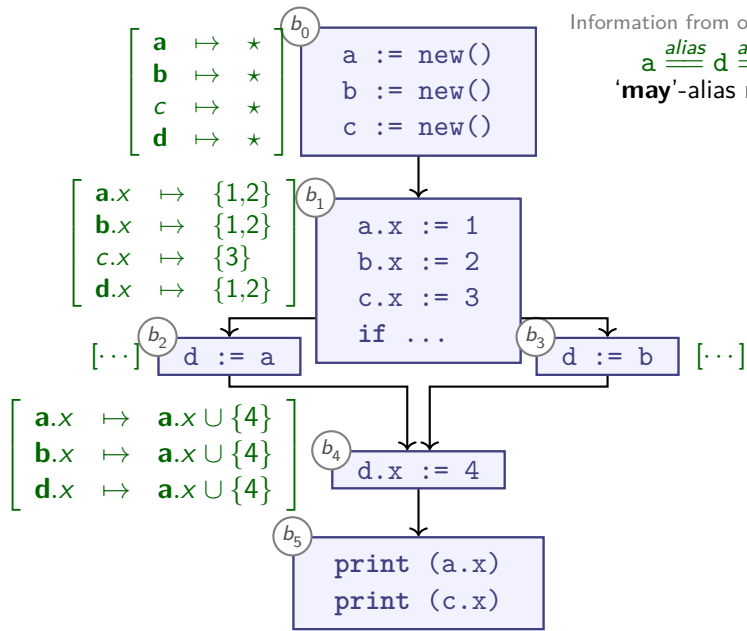 Information from o
a alias d
'may'-alias
b0
a := new()
b := new()
c := new()
a ↦ ⋆
b ↦ ⋆
c ↦ ⋆
d ↦ ⋆
b1
a.x := 1
b.x := 2
c.x := 3
if ...
a.x ↦ {1,2}
b.x ↦ {1,2}
c.x ↦ {3}
d.x ↦ {1,2}
[···]
b2
d := a
b3
d := b
[···]
a.x ↦ a.x ∪ {4}
b.x ↦ a.x ∪ {4}
d.x ↦ a.x ∪ {4}
b4
d.x := 4
b5
print (a.x)
print (c.x)